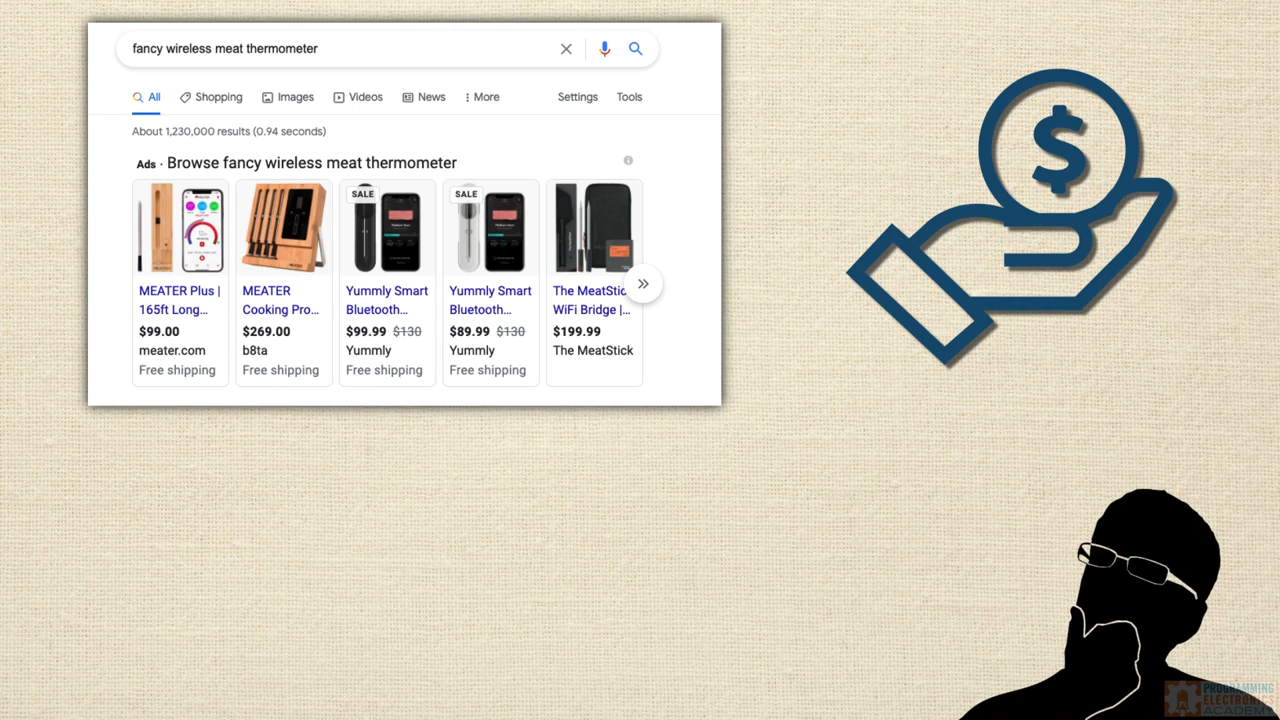 fancy wireless meat thermometer
All Shopping Images Videos News More Settings Tools
About 1,230,000 results (0.94 seconds)
Ads · Browse fancy wireless meat thermometer
SALE SALE
MEATER Plus | MEATER Yummly Smart Yummly Smart The MeatStick
165ft Long... Cooking Pro... Bluetooth... Bluetooth... WiFi Bridge |...
$99.00 $269.00 $99.99 $130 $89.99 $130 $199.99
meater.com b8ta Yummly Yummly The MeatStick
Free shipping Free shipping Free shipping Free shipping
$
PROGRAMMING
ELECTRONICS
ACADEMY